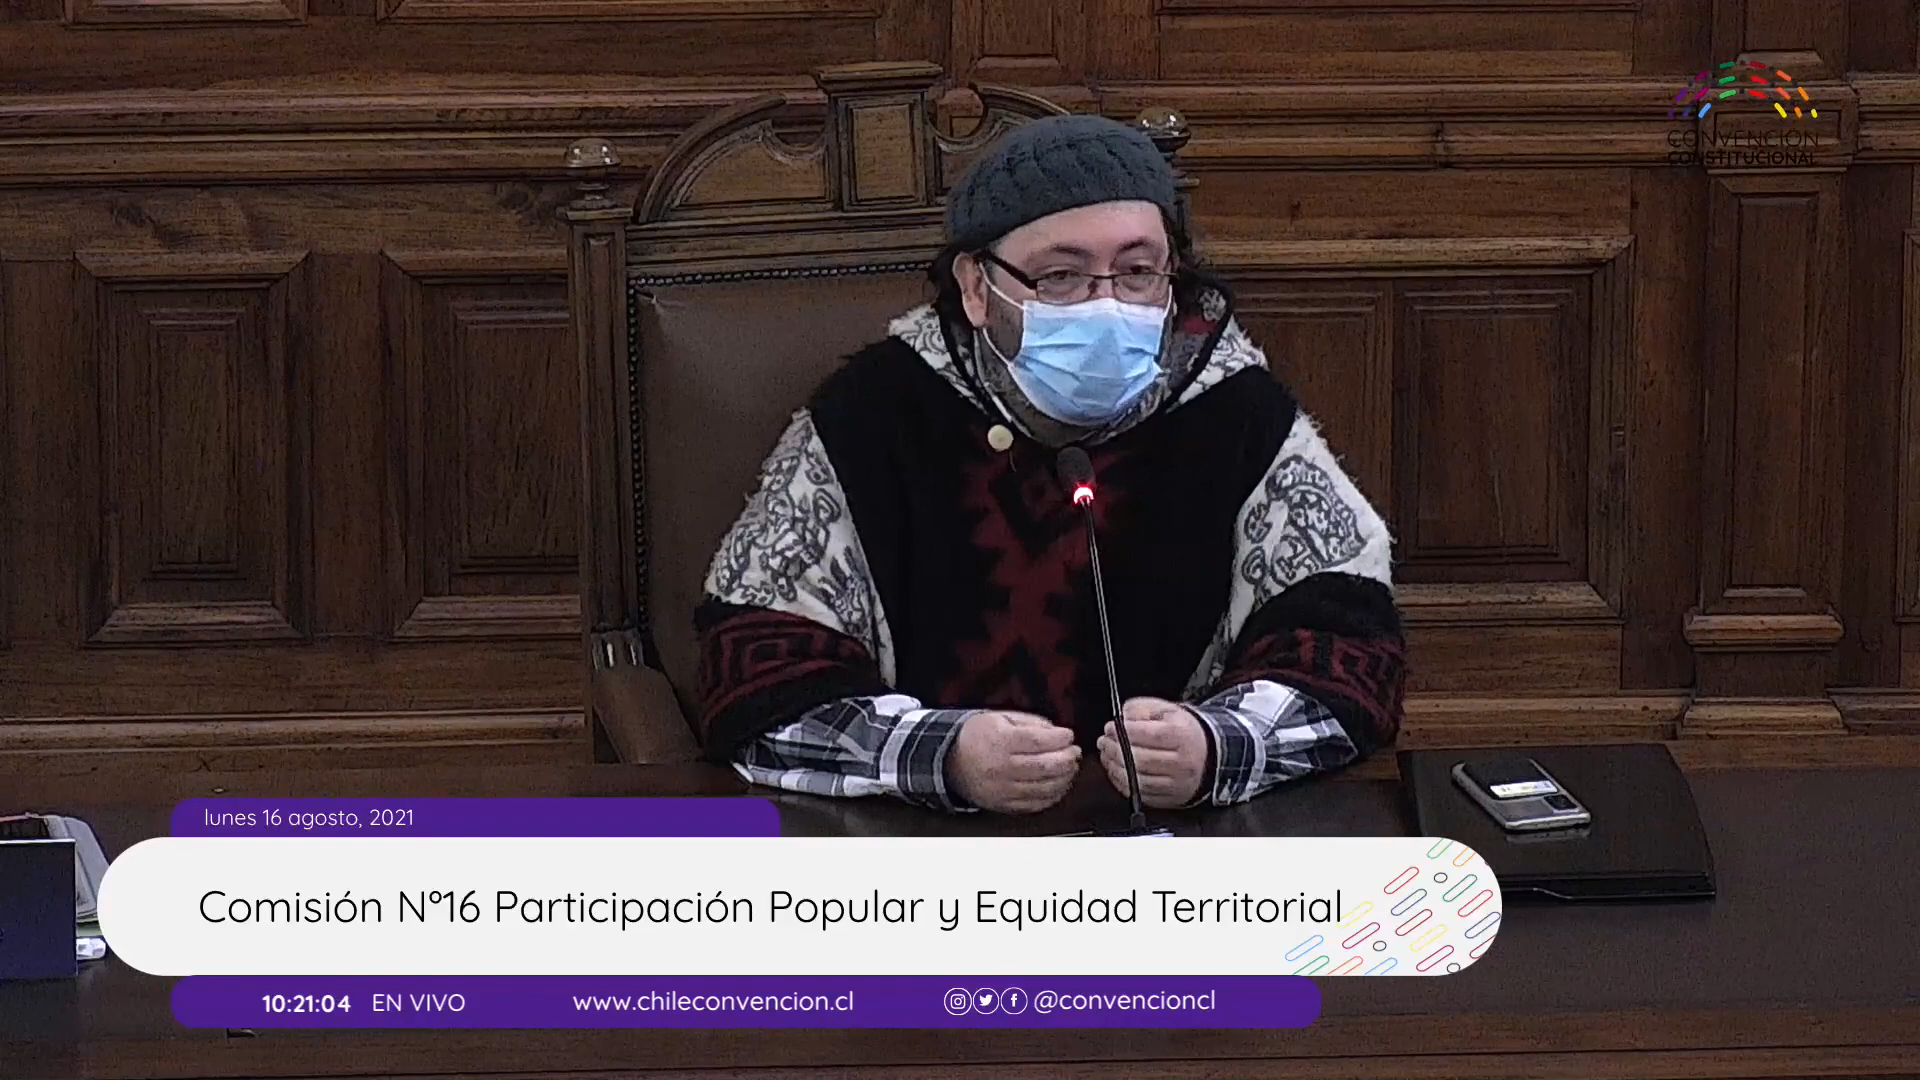 CONVENCIÓN
CONSTITUCIONAL
lunes 16 agosto, 2021
Comisión N°16 Participación Popular y Equidad Territorial
10:21:04 EN VIVO www.chileconvencion.cl @convencioncl